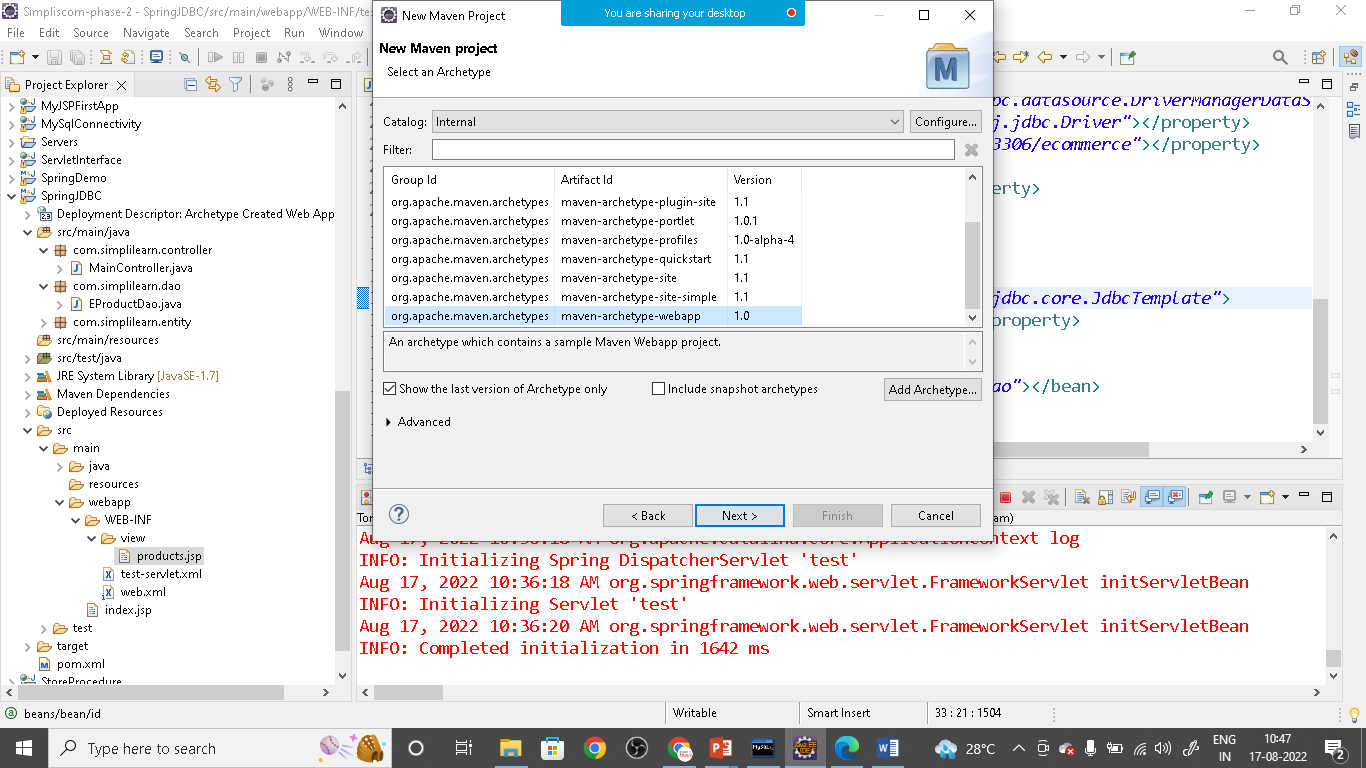 Simpliscom-phase-2 - SpringJDBC/src/main/webapp/WEB-INF/te
File Edit Source Navigate Search Project Run Window
Project Explorer
MyJSPFirstApp
MySqlConnectivity
Servers
ServletInterface
SpringDemo
SpringJDBC
Deployment Descriptor: Archetype Created Web App
src/main/java
com.simplilearn.controller
MainController.java
com.simplilearn.dao
EProductDao.java
com.simplilearn.entity
src/main/resources
src/test/java
JRE System Library [JavaSE-1.7]
Maven Dependencies
Deployed Resources
src
main
java
resources
webapp
WEB-INF
view
products.jsp
test-servlet.xml
web.xml
index.jsp
test
target
pom.xml
StoreProcedure
New Maven Project
You are sharing your desktop
New Maven project
Select an Archetype
M
Catalog: Internal Configure...
Filter:
Group Id Artifact Id Version
org.apache.maven.archetypes maven-archetype-plugin-site 1.1
org.apache.maven.archetypes maven-archetype-portlet 1.0.1
org.apache.maven.archetypes maven-archetype-profiles 1.0-alpha-4
org.apache.maven.archetypes maven-archetype-quickstart 1.1
org.apache.maven.archetypes maven-archetype-site 1.1
org.apache.maven.archetypes maven-archetype-site-simple 1.1
org.apache.maven.archetypes maven-archetype-webapp 1.0
An archetype which contains a sample Maven Webapp project.
Show the last version of Archetype only Include snapshot archetypes Add Archetype...
Advanced
< Back Next > Finish Cancel
bc.datasource.DriverManagerDataS
j.jdbc.Driver"></property>
3306/ecommerce"></property>
erty>
jdbc.core.JdbcTemplate">
property>
ao"></bean>
Aug 17, 2022 10:36:18 AM org.apache.catalina.core.ApplicationContext log
INFO: Initializing Spring DispatcherServlet 'test'
Aug 17, 2022 10:36:18 AM org.springframework.web.servlet.FrameworkServlet initServletBean
INFO: Initializing Servlet 'test'
Aug 17, 2022 10:36:20 AM org.springframework.web.servlet.FrameworkServlet initServletBean
INFO: Completed initialization in 1642 ms
beans/bean/id Writable Smart Insert 33 : 21 : 1504
Type here to search 28°C ENG 10:47
IN 17-08-2022 2